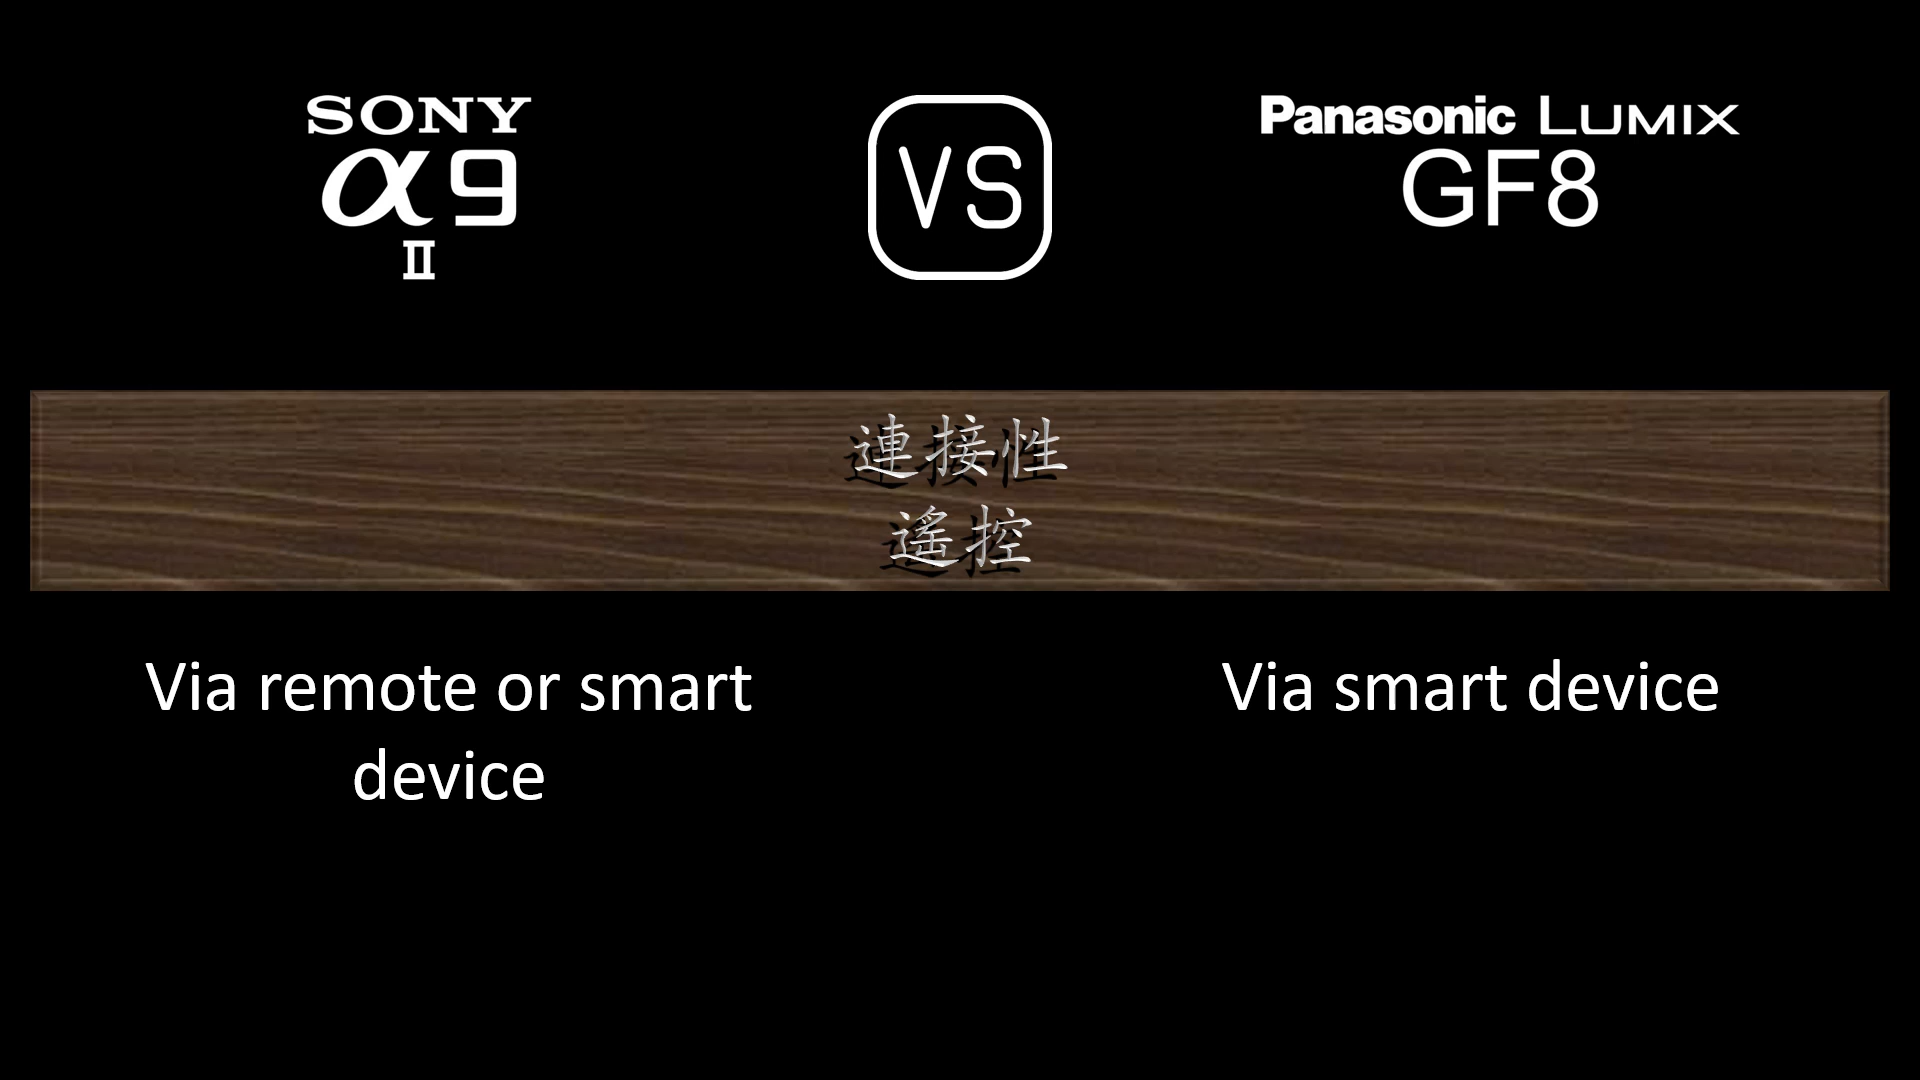 SONY
α9
II
VS
Panasonic LUMIX
GF8
連接性
遙控
Via remote or smart
device
Via smart device